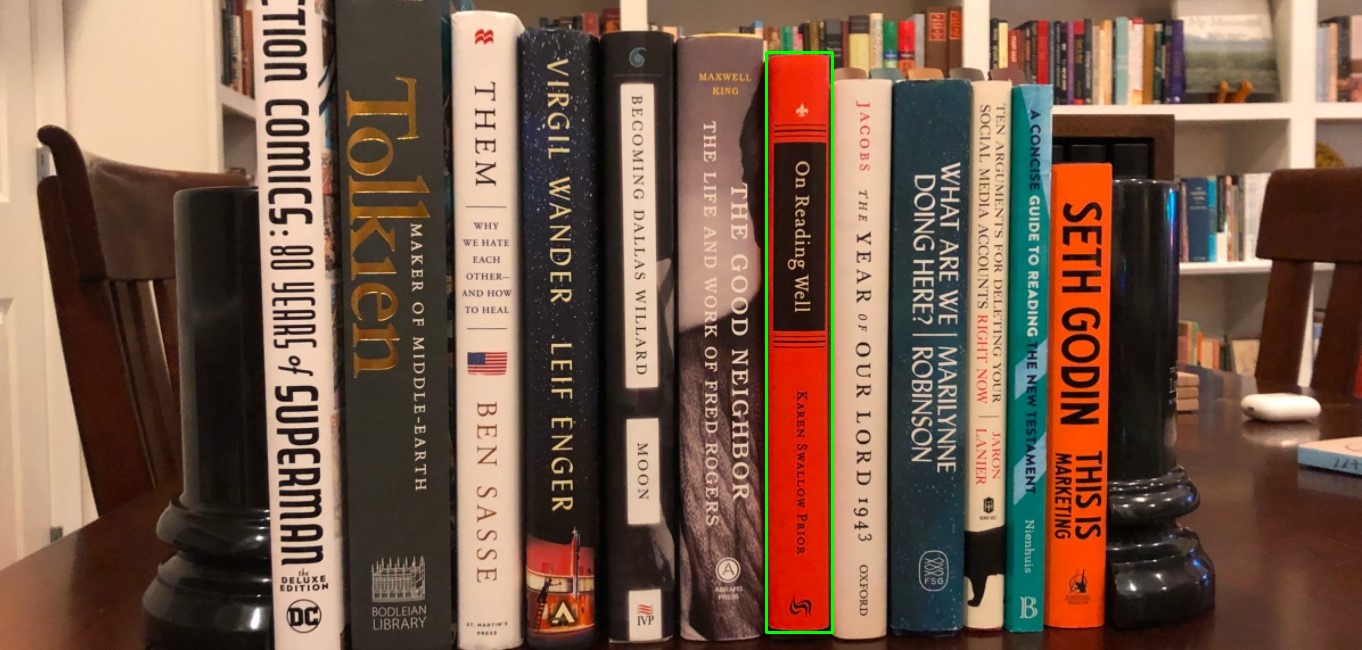 ACTION COMICS: 80 YEARS of SUPERMAN
the
DELUXE
EDITION
DC
Tolkien
MAKER OF MIDDLE-EARTH
BODLEIAN
LIBRARY
THEM
WHY
WE HATE
EACH
OTHER—
AND HOW
TO HEAL
BEN SASSE
ST. MARTIN'S
PRESS
VIRGIL WANDER
LEIF ENGER
BECOMING DALLAS WILLARD
MOON
IVP
MAXWELL
KING
THE GOOD NEIGHBOR
THE LIFE AND WORK OF FRED ROGERS
A
ABRAMS
PRESS
On Reading Well
KAREN SWALLOW PRIOR
JACOBS
THE YEAR OF OUR LORD 1943
OXFORD
WHAT ARE WE
DOING HERE?
MARILYNNE
ROBINSON
FSG
TEN ARGUMENTS FOR DELETING YOUR
SOCIAL MEDIA ACCOUNTS RIGHT NOW
JARON
LANIER
A CONCISE GUIDE TO READING THE NEW TESTAMENT
Nienhuis
B
SETH GODIN
THIS IS
MARKETING
My Mississippi